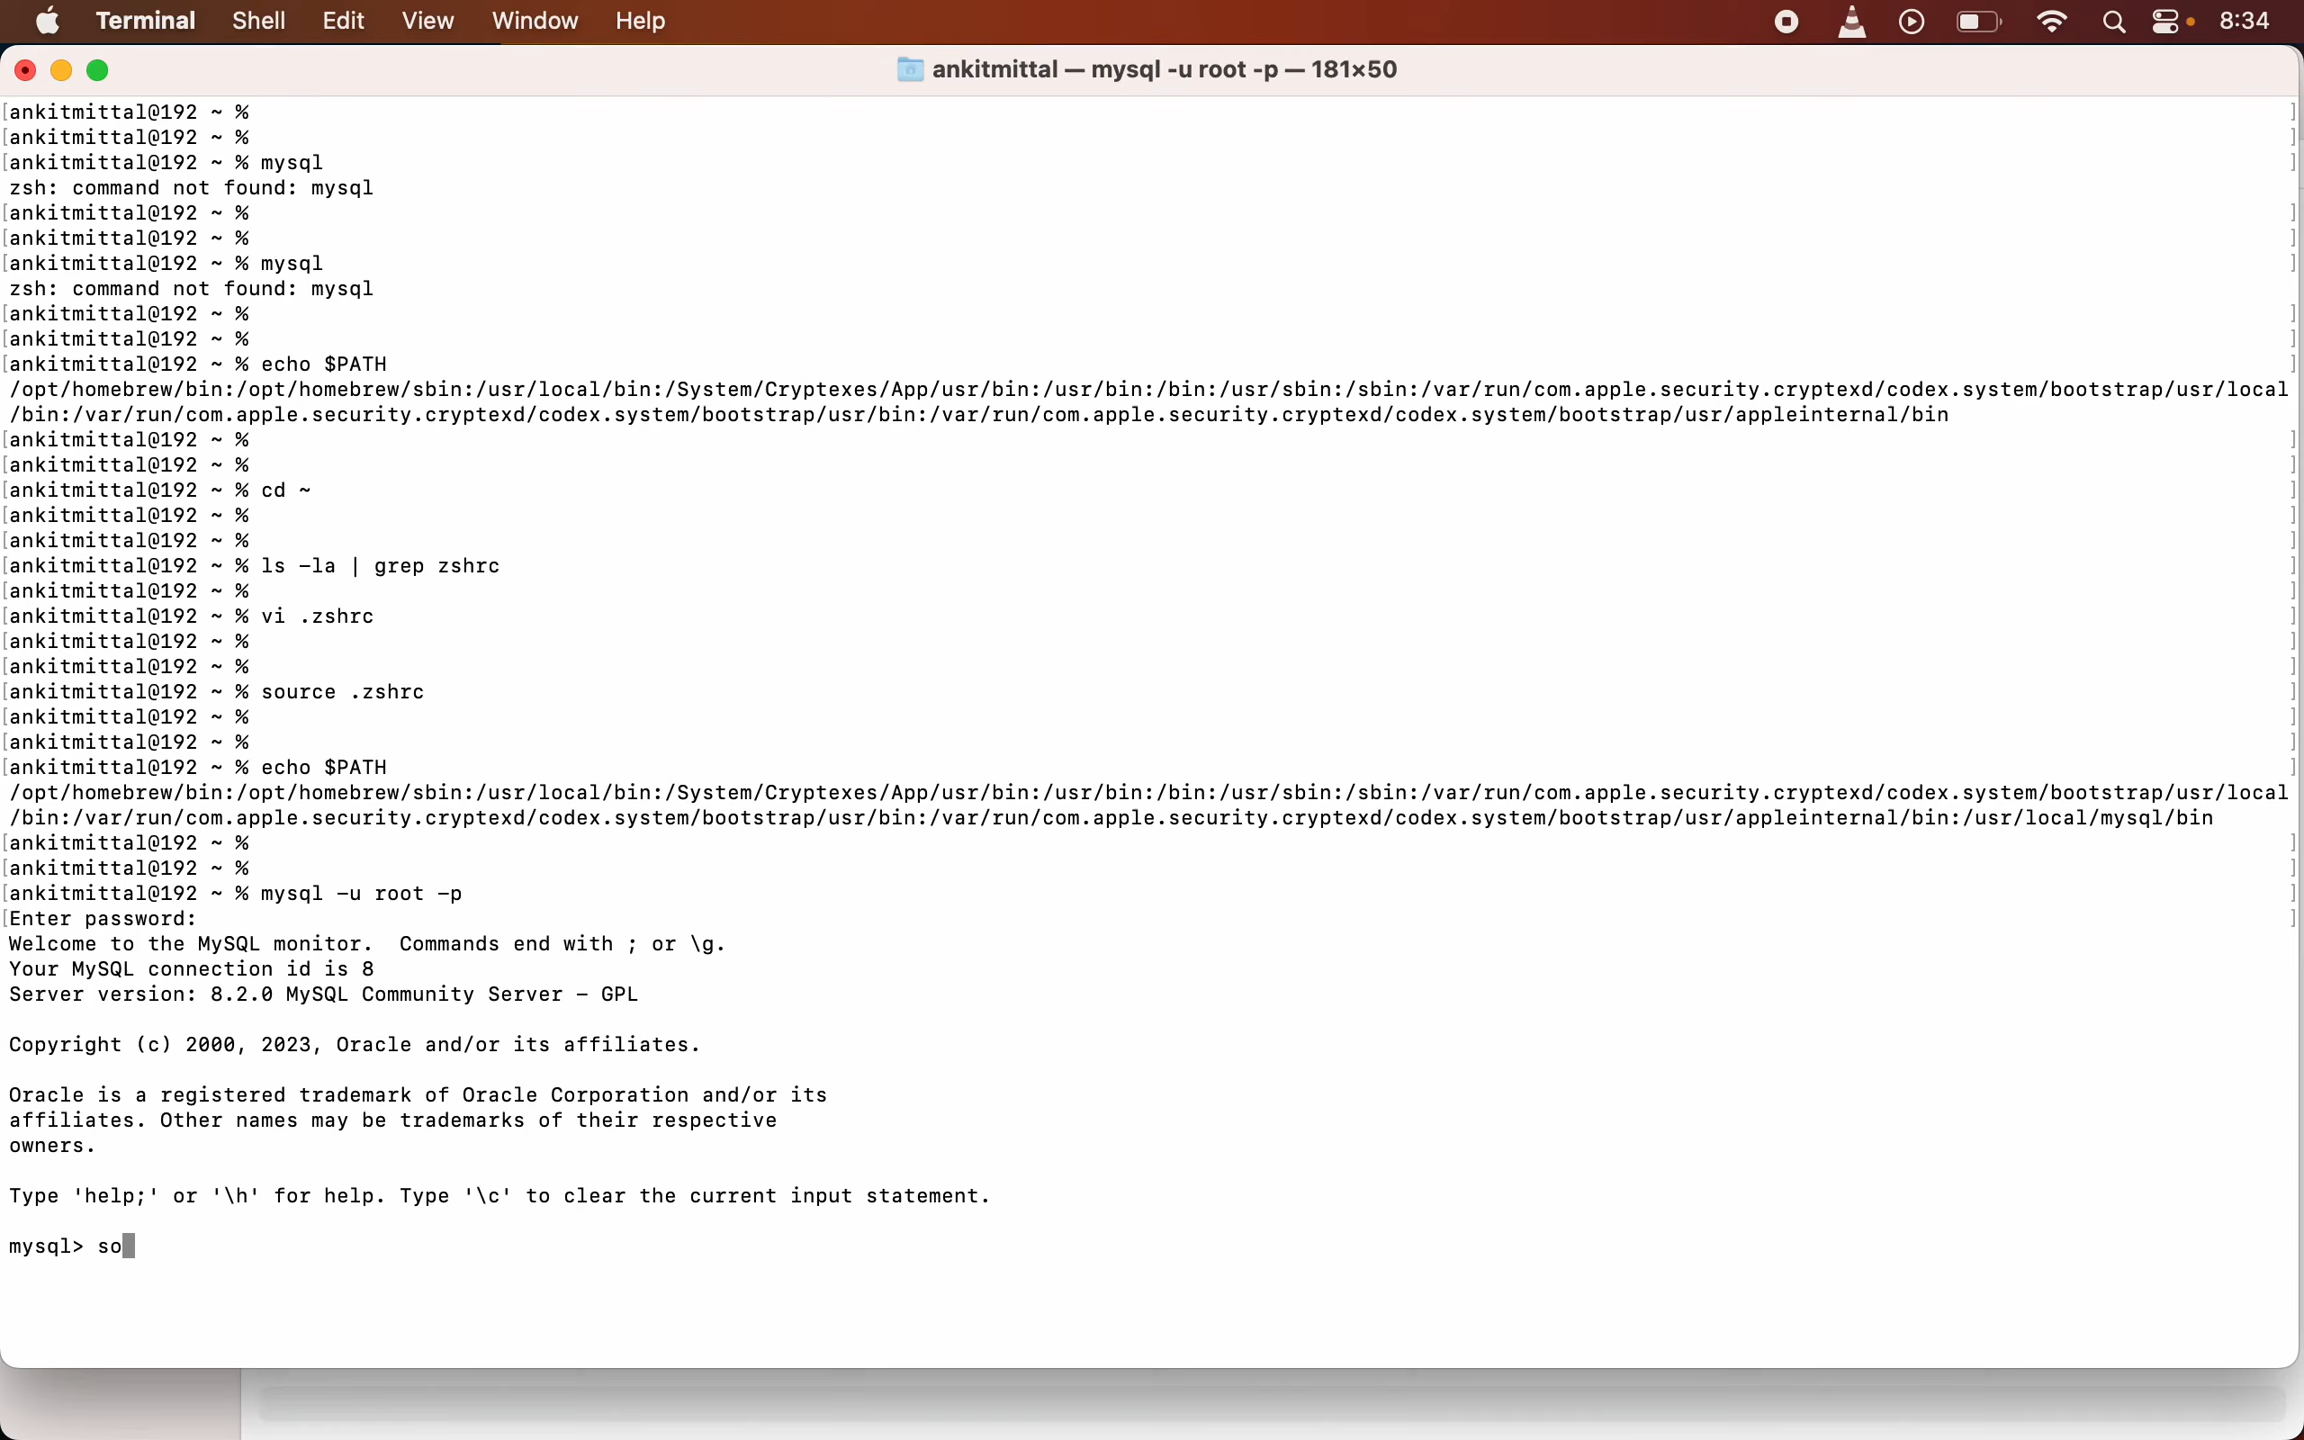 Terminal Shell Edit View Window Help 8:34
ankitmittal — mysql -u root -p — 181×50
[ankitmittal@192 ~ % ]
[ankitmittal@192 ~ % ]
[ankitmittal@192 ~ % mysql ]
zsh: command not found: mysql
[ankitmittal@192 ~ % ]
[ankitmittal@192 ~ % ]
[ankitmittal@192 ~ % mysql ]
zsh: command not found: mysql
[ankitmittal@192 ~ % ]
[ankitmittal@192 ~ % ]
[ankitmittal@192 ~ % echo $PATH ]
/opt/homebrew/bin:/opt/homebrew/sbin:/usr/local/bin:/System/Cryptexes/App/usr/bin:/usr/bin:/bin:/usr/sbin:/sbin:/var/run/com.apple.security.cryptexd/codex.system/bootstrap/usr/local
/bin:/var/run/com.apple.security.cryptexd/codex.system/bootstrap/usr/bin:/var/run/com.apple.security.cryptexd/codex.system/bootstrap/usr/appleinternal/bin
[ankitmittal@192 ~ % ]
[ankitmittal@192 ~ % ]
[ankitmittal@192 ~ % cd ~ ]
[ankitmittal@192 ~ % ]
[ankitmittal@192 ~ % ]
[ankitmittal@192 ~ % ls -la | grep zshrc ]
[ankitmittal@192 ~ % ]
[ankitmittal@192 ~ % vi .zshrc ]
[ankitmittal@192 ~ % ]
[ankitmittal@192 ~ % ]
[ankitmittal@192 ~ % source .zshrc ]
[ankitmittal@192 ~ % ]
[ankitmittal@192 ~ % ]
[ankitmittal@192 ~ % echo $PATH ]
/opt/homebrew/bin:/opt/homebrew/sbin:/usr/local/bin:/System/Cryptexes/App/usr/bin:/usr/bin:/bin:/usr/sbin:/sbin:/var/run/com.apple.security.cryptexd/codex.system/bootstrap/usr/local
/bin:/var/run/com.apple.security.cryptexd/codex.system/bootstrap/usr/bin:/var/run/com.apple.security.cryptexd/codex.system/bootstrap/usr/appleinternal/bin:/usr/local/mysql/bin
[ankitmittal@192 ~ % ]
[ankitmittal@192 ~ % ]
[ankitmittal@192 ~ % mysql -u root -p ]
[Enter password: ]
Welcome to the MySQL monitor.  Commands end with ; or \g.
Your MySQL connection id is 8
Server version: 8.2.0 MySQL Community Server - GPL
Copyright (c) 2000, 2023, Oracle and/or its affiliates.
Oracle is a registered trademark of Oracle Corporation and/or its
affiliates. Other names may be trademarks of their respective
owners.
Type 'help;' or '\h' for help. Type '\c' to clear the current input statement.
mysql> so